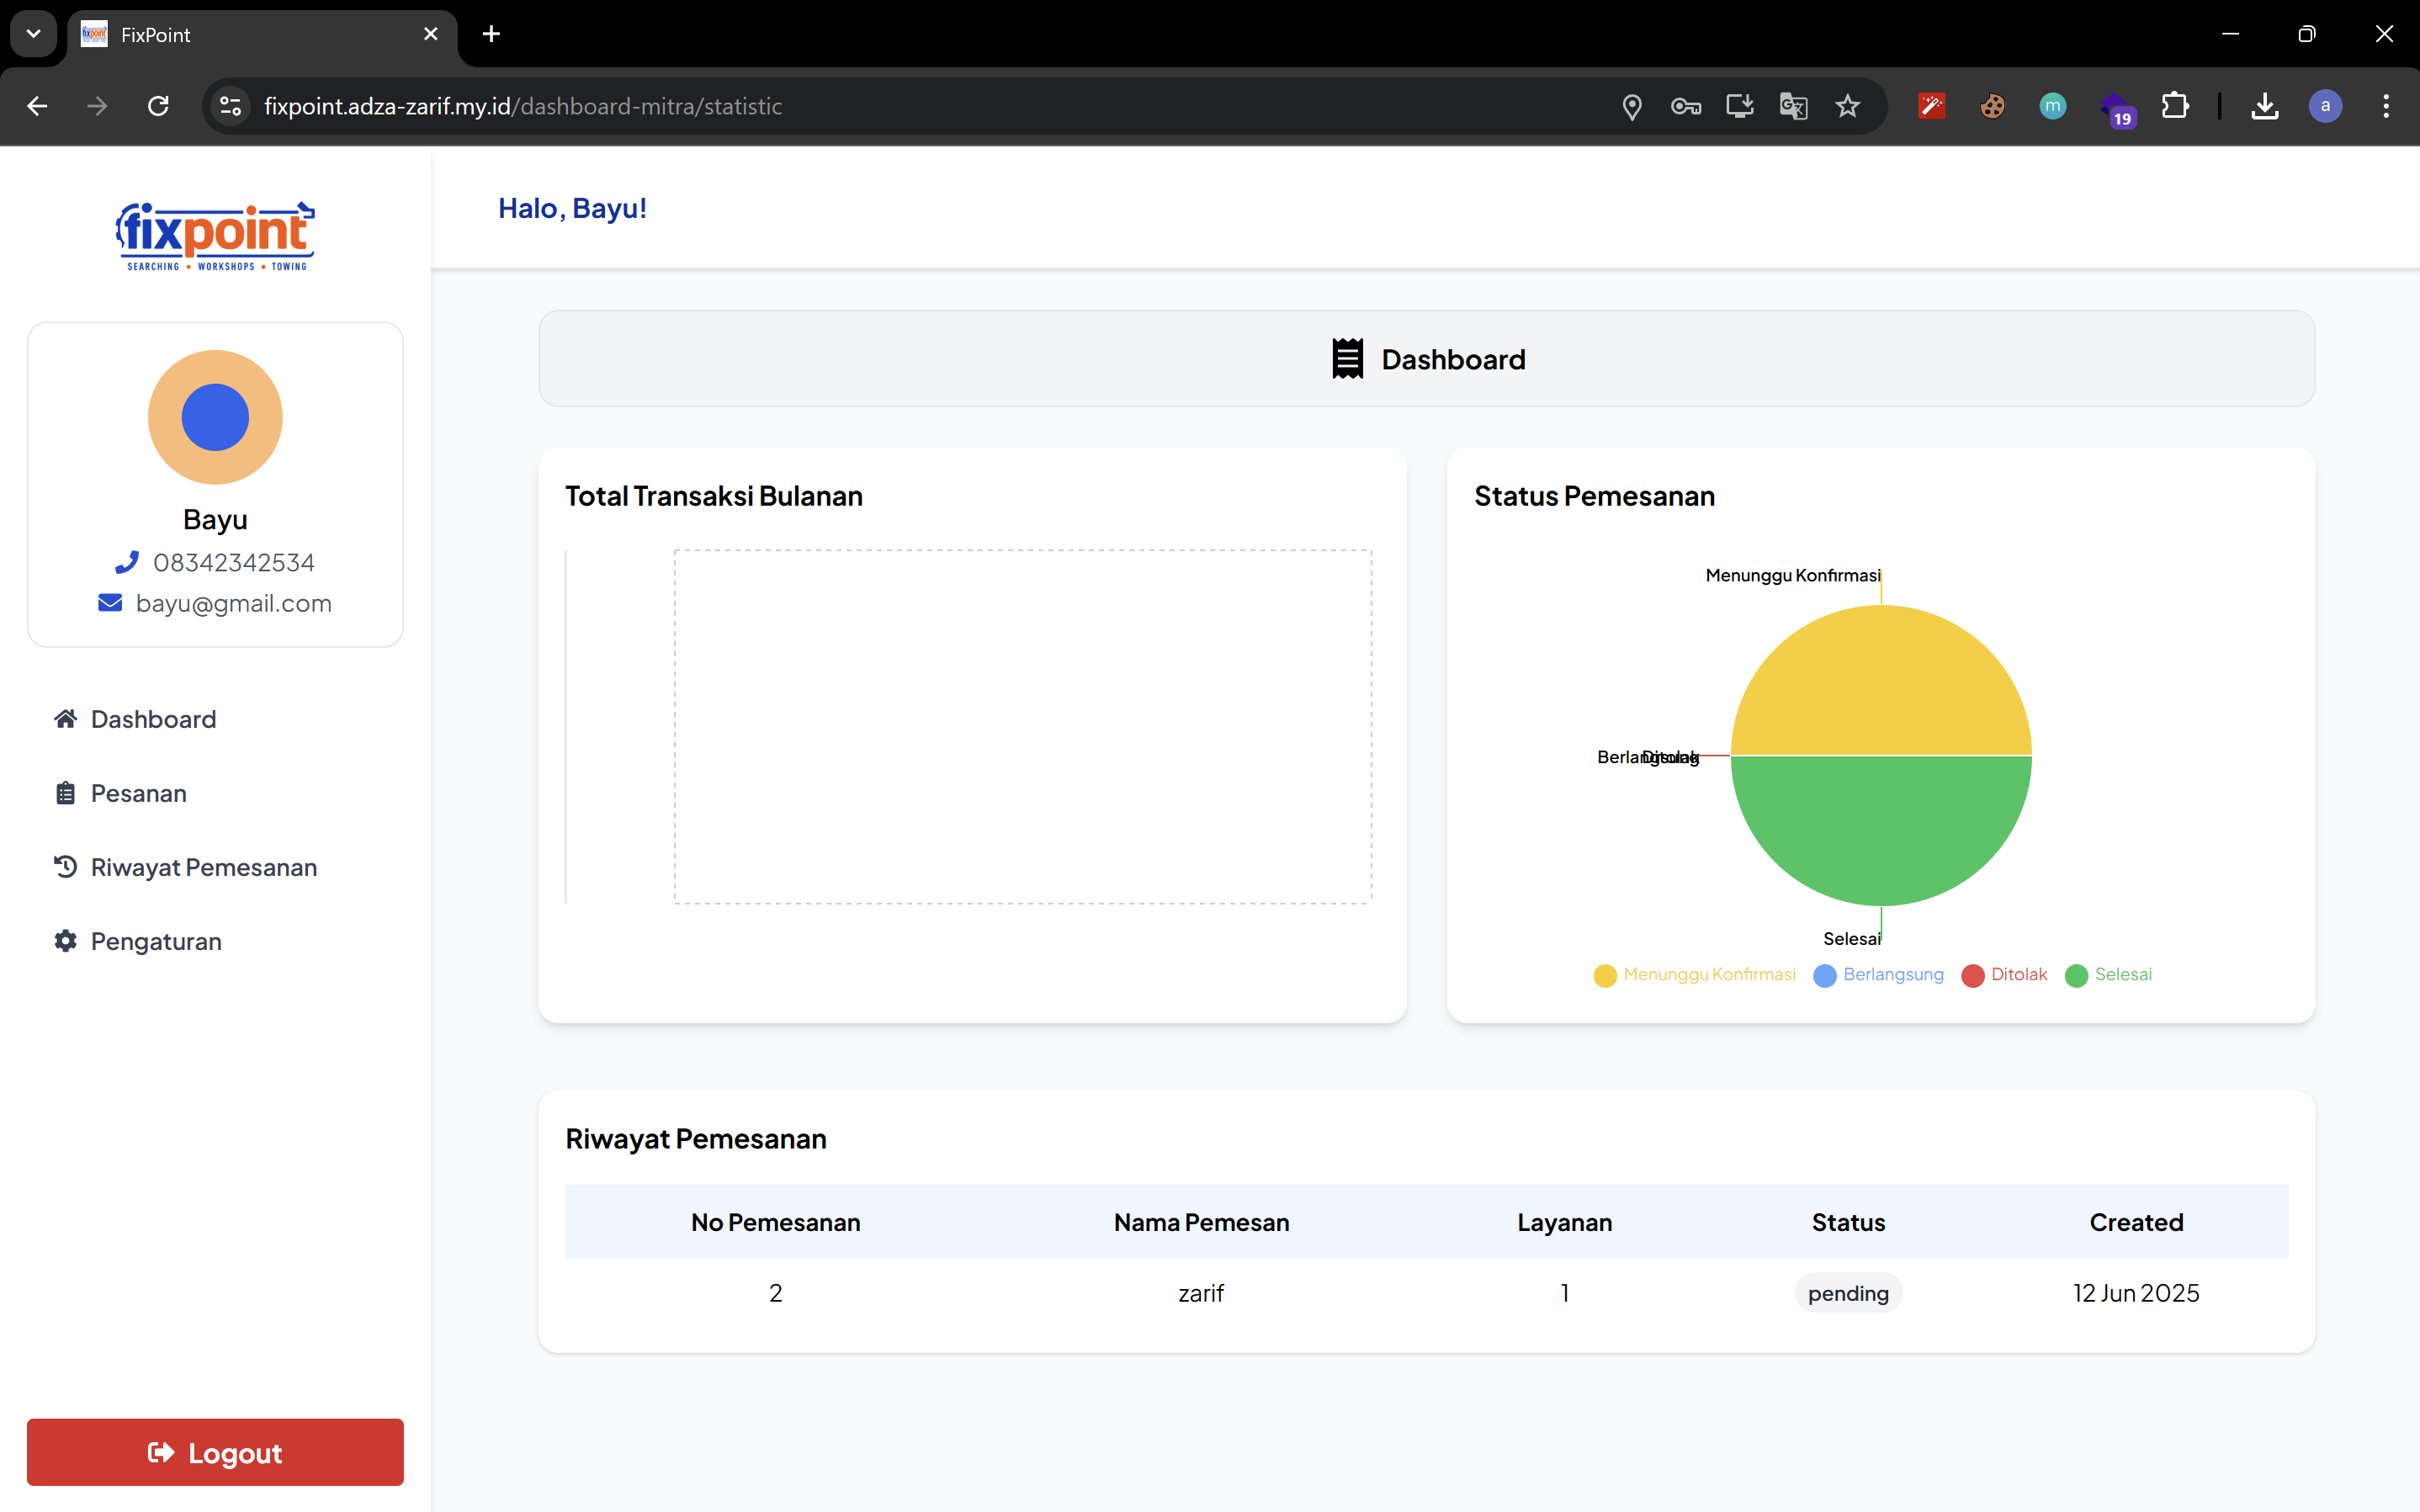 FixPoint
fixpoint.adza-zarif.my.id/dashboard-mitra/statistic
m
19
a
fixpoint
SEARCHING • WORKSHOPS • TOWING
Halo, Bayu!
Bayu
08342342534
bayu@gmail.com
Dashboard
Pesanan
Riwayat Pemesanan
Pengaturan
Logout
Dashboard
Total Transaksi Bulanan
Status Pemesanan
Menunggu Konfirmasi
Berlangsung
Ditolak
Selesai
Menunggu Konfirmasi Berlangsung Ditolak Selesai
Riwayat Pemesanan
No Pemesanan Nama Pemesan Layanan Status Created
2 zarif 1 pending 12 Jun 2025